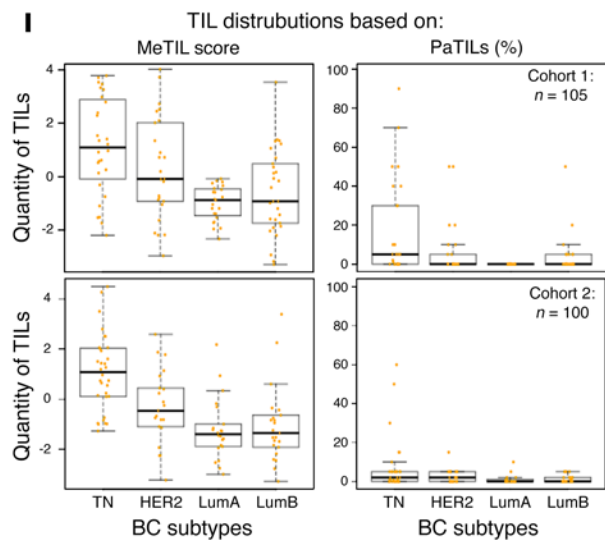 I
TIL distrubutions based on:
MeTIL score
PaTILs (%)
Quantity of TILs
4
2
0
-2
100
80
60
40
20
0
Cohort 1:
n = 105
Quantity of TILs
4
2
0
-2
100
80
60
40
20
0
Cohort 2:
n = 100
TN HER2 LumA LumB
TN HER2 LumA LumB
BC subtypes
BC subtypes